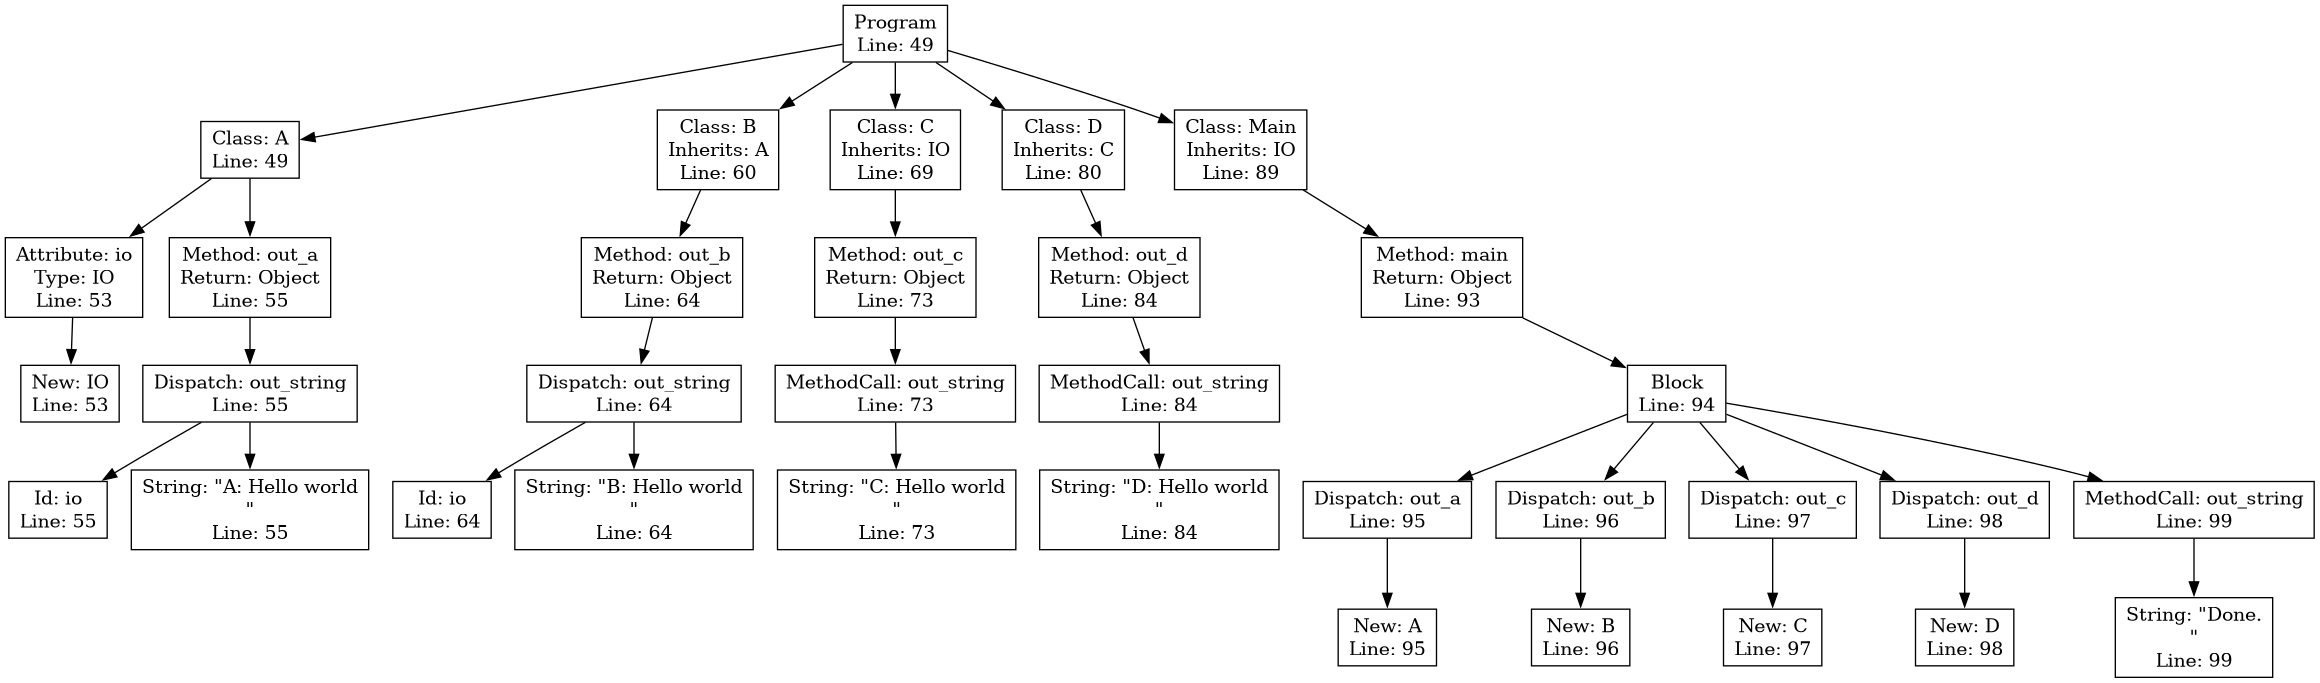 Program
Line: 49
Class: A
Line: 49
Class: B
Inherits: A
Line: 60
Class: C
Inherits: IO
Line: 69
Class: D
Inherits: C
Line: 80
Class: Main
Inherits: IO
Line: 89
Attribute: io
Type: IO
Line: 53
Method: out_a
Return: Object
Line: 55
Method: out_b
Return: Object
Line: 64
Method: out_c
Return: Object
Line: 73
Method: out_d
Return: Object
Line: 84
Method: main
Return: Object
Line: 93
New: IO
Line: 53
Dispatch: out_string
Line: 55
Dispatch: out_string
Line: 64
MethodCall: out_string
Line: 73
MethodCall: out_string
Line: 84
Block
Line: 94
Id: io
Line: 55
String: "A: Hello world
"
Line: 55
Id: io
Line: 64
String: "B: Hello world
"
Line: 64
String: "C: Hello world
"
Line: 73
String: "D: Hello world
"
Line: 84
Dispatch: out_a
Line: 95
Dispatch: out_b
Line: 96
Dispatch: out_c
Line: 97
Dispatch: out_d
Line: 98
MethodCall: out_string
Line: 99
New: A
Line: 95
New: B
Line: 96
New: C
Line: 97
New: D
Line: 98
String: "Done.
"
Line: 99